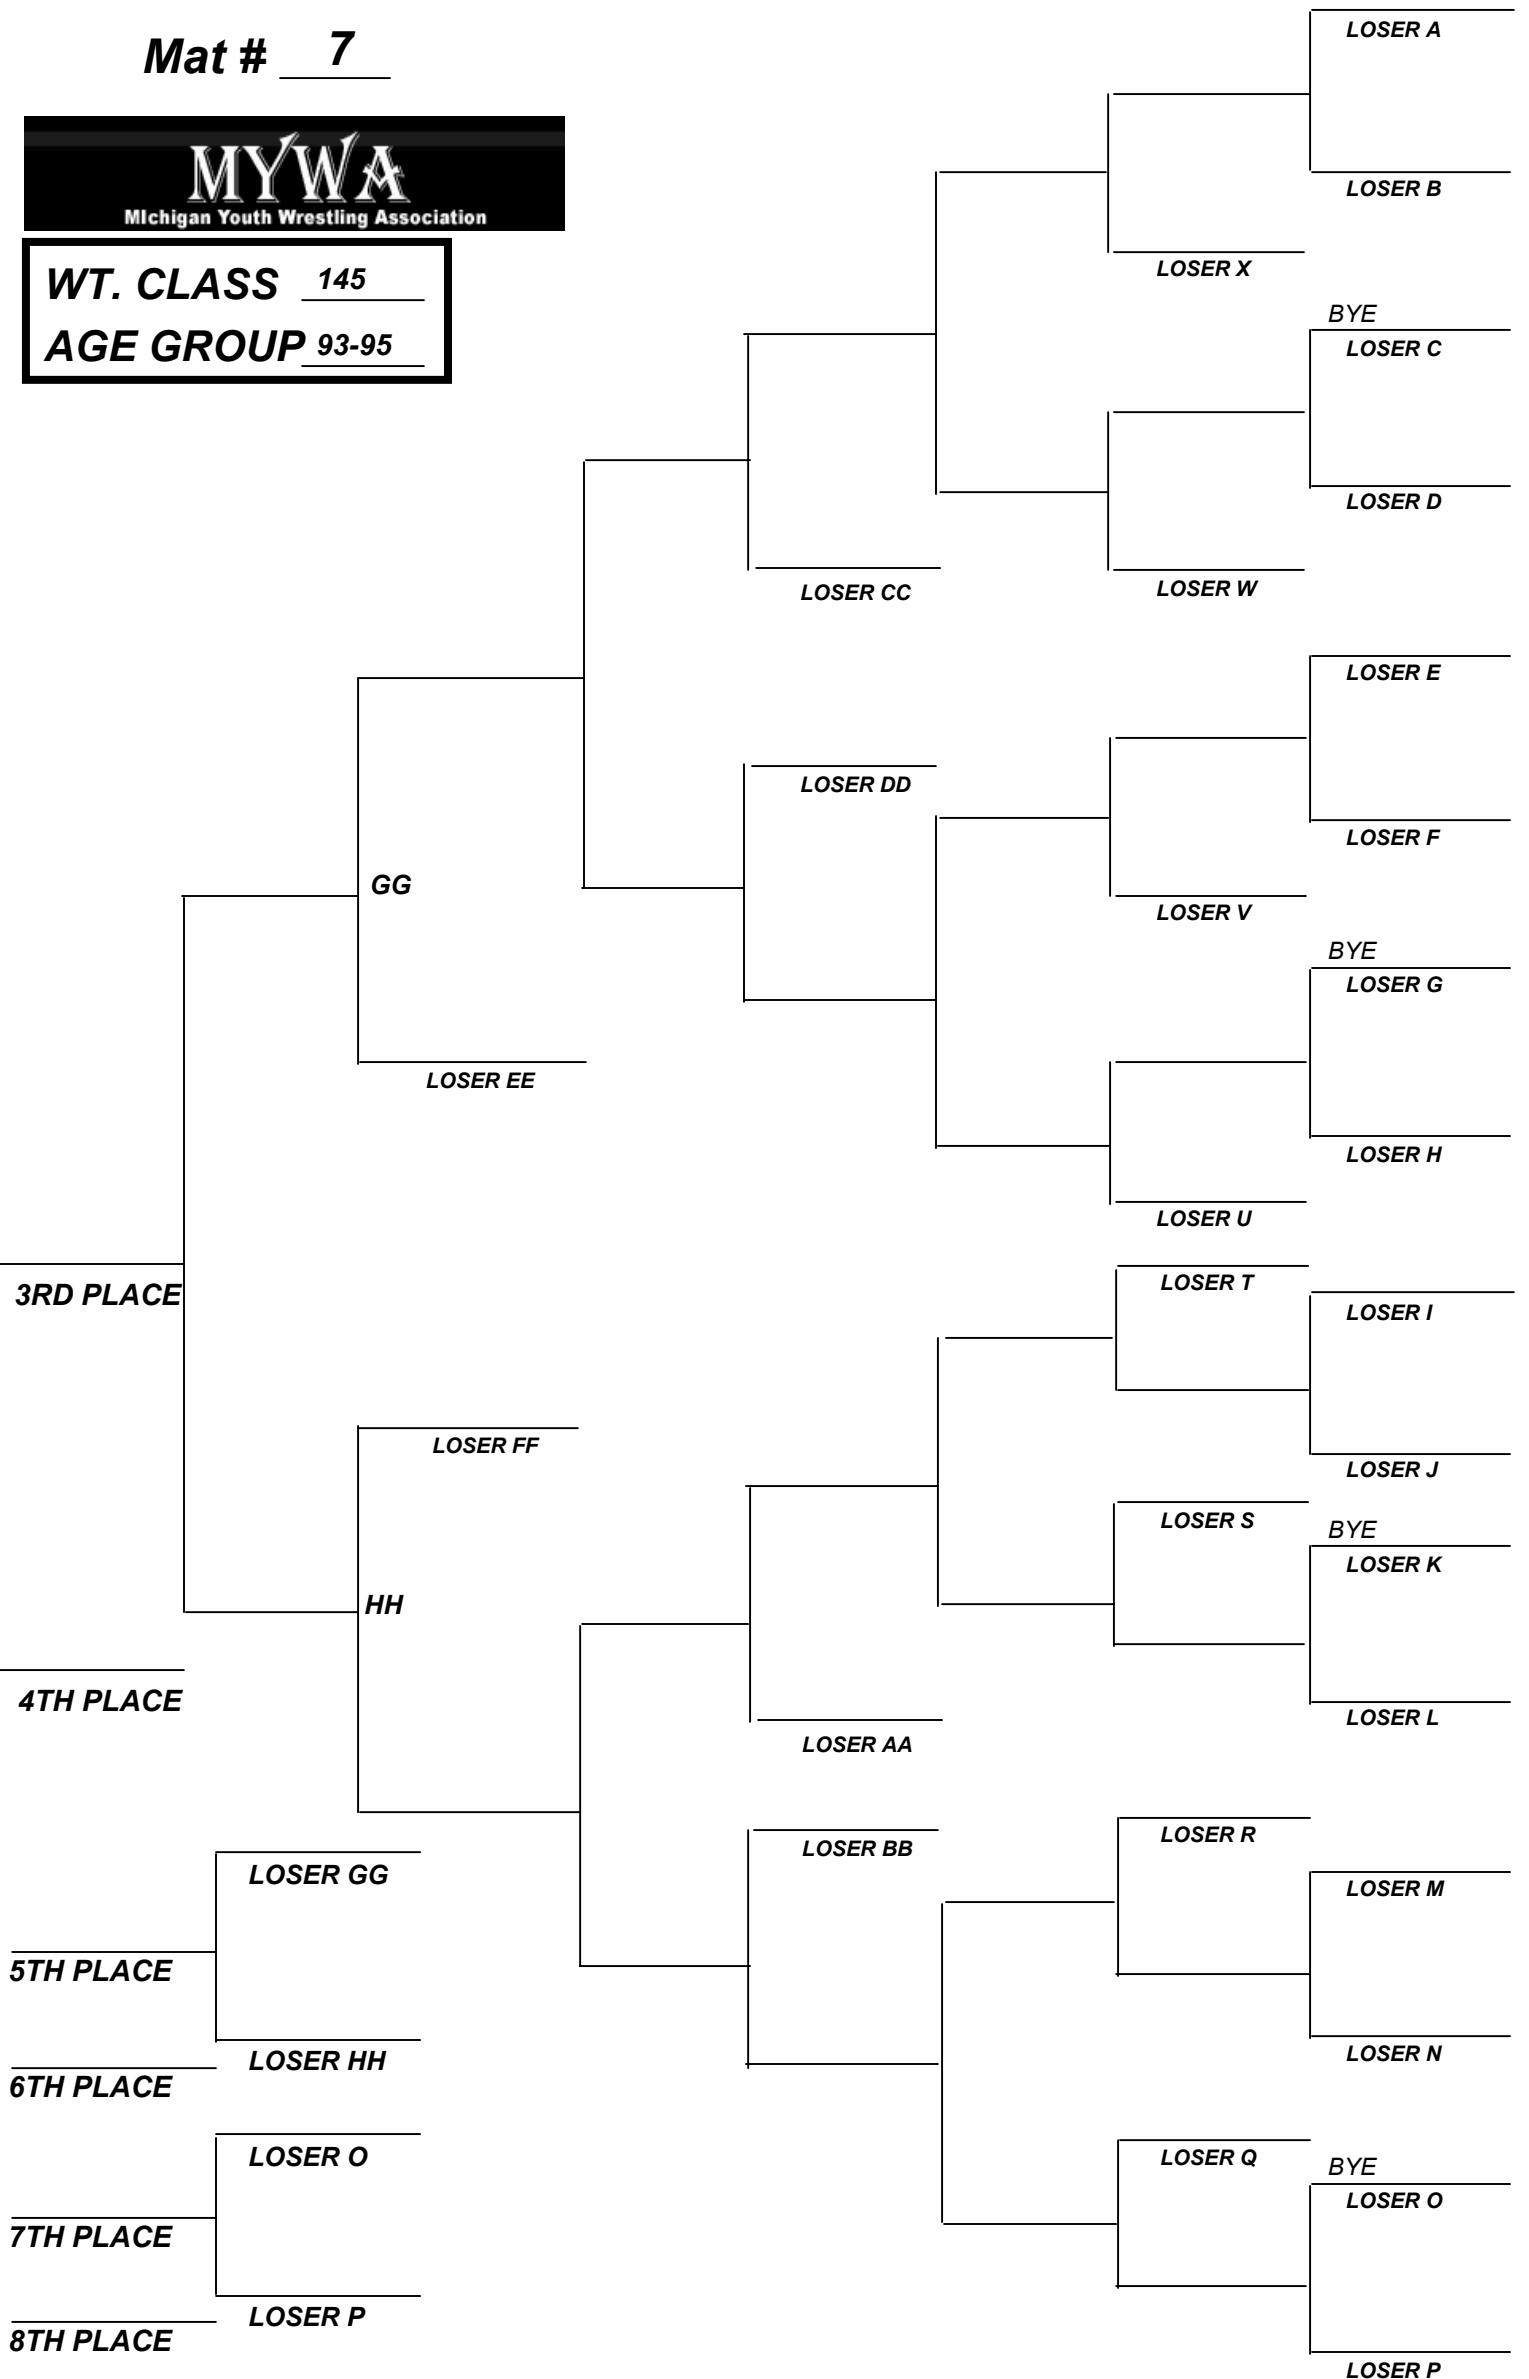 Mat # 7
MYWA
MIchigan Youth Wrestling Association
WT. CLASS 145
AGE GROUP 93-95
LOSER A
LOSER B
LOSER X
BYE
LOSER C
LOSER D
LOSER CC
LOSER W
LOSER E
LOSER DD
LOSER F
GG
LOSER V
BYE
LOSER G
LOSER EE
LOSER H
LOSER U
3RD PLACE
LOSER T
LOSER I
LOSER FF
LOSER J
LOSER S
BYE
LOSER K
HH
4TH PLACE
LOSER L
LOSER AA
LOSER BB
LOSER R
LOSER GG
LOSER M
5TH PLACE
LOSER HH
LOSER N
6TH PLACE
LOSER O
LOSER Q
BYE
LOSER O
7TH PLACE
LOSER P
8TH PLACE
LOSER P